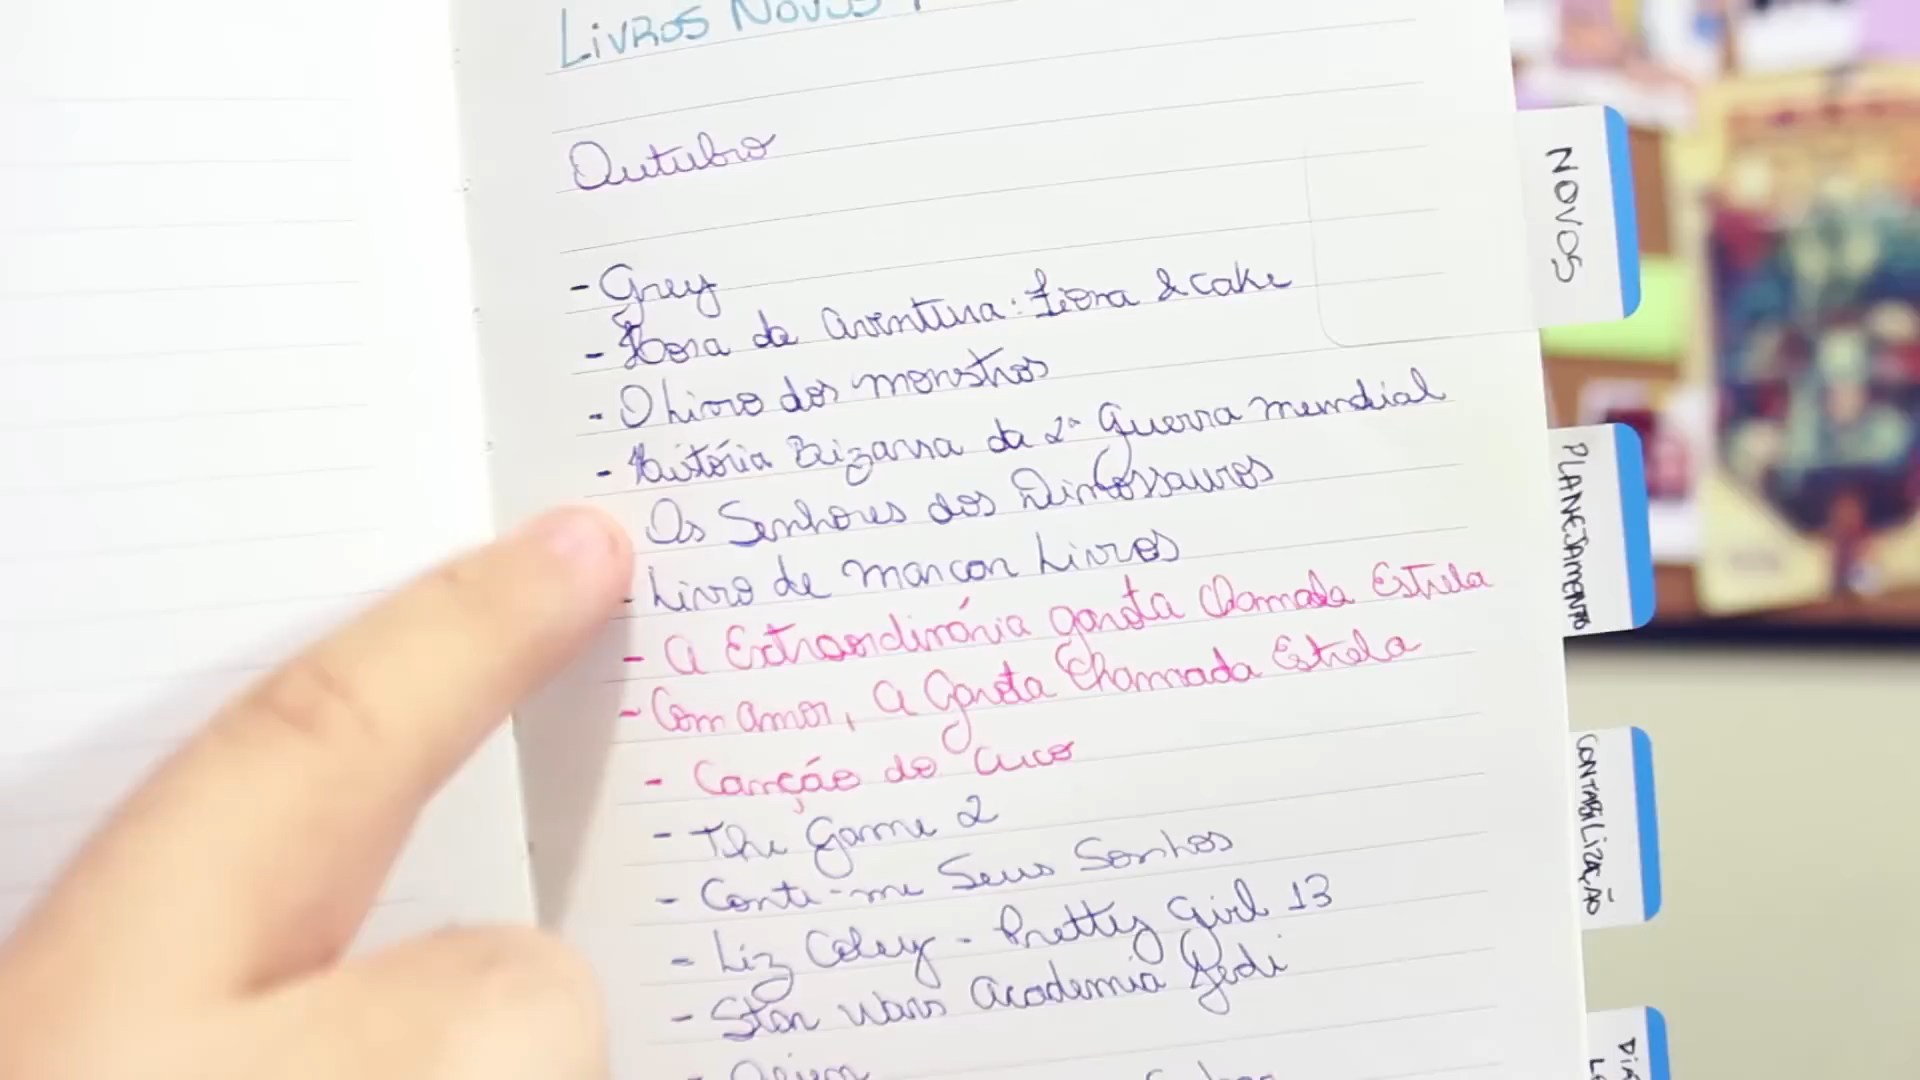 LIVROS NOVOS
Outubro
- Grey
- Hora de aventura: Fiona & cake
- O Livro dos monstros
- História Bizarra da 2ª Guerra mundial
Os Senhores dos Dinossauros
- Livro de marcar Livros
- A Extraordinária garota Chamada Estrela
- Com amor, A Garota Chamada Estrela
- Canção do Cuco
- The Game 2
- Conte-me Seus Sonhos
- Liz Coley - Pretty Girl 13
- Star Wars Academia Jedi
NOVOS
PLANEJAMENTO
CONTABILIZAÇÃO